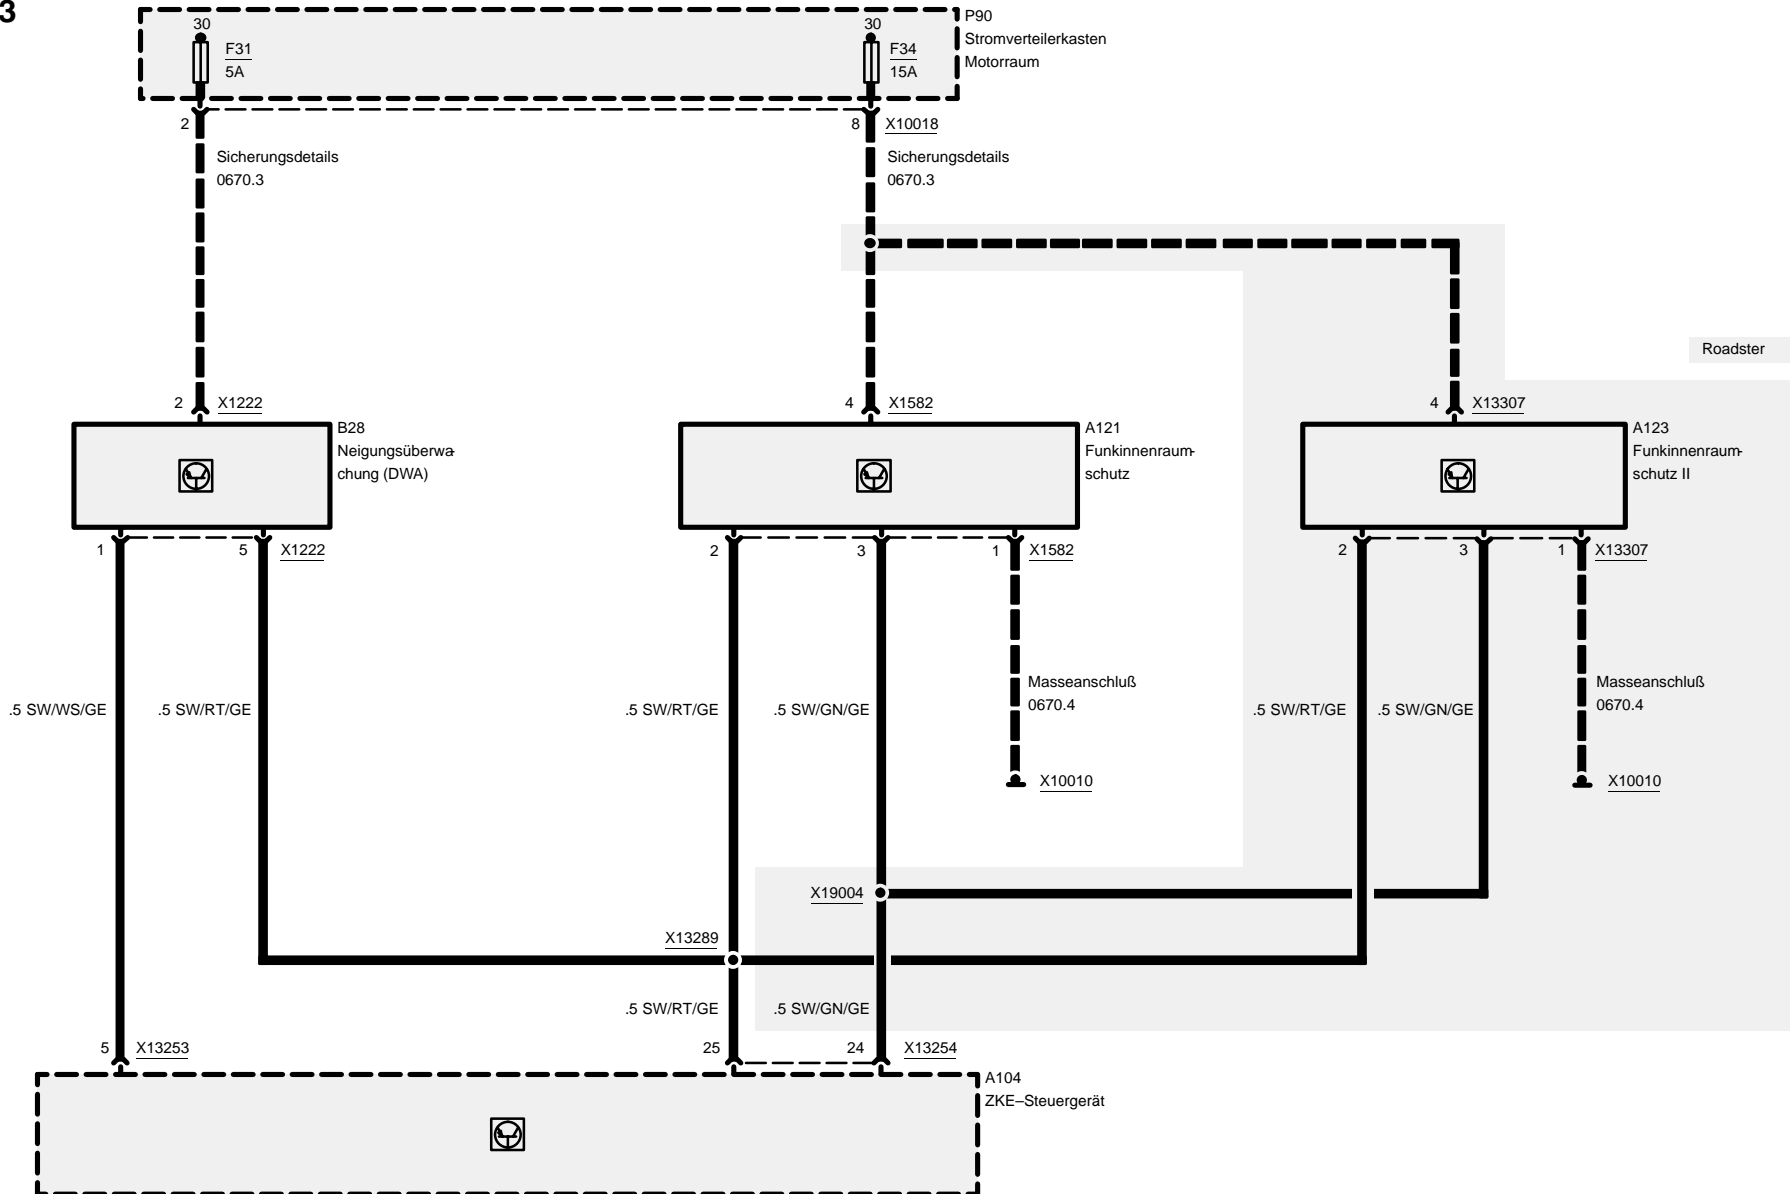 3
30
F31
5A
30
F34
15A
P90
Stromverteilerkasten
Motorraum
2
8
X10018
Sicherungsdetails
0670.3
Sicherungsdetails
0670.3
Roadster
2
X1222
4
X1582
4
X13307
B28
Neigungsüberwa-
chung (DWA)
A121
Funkinnenraum-
schutz
A123
Funkinnenraum-
schutz II
1
5
X1222
2
3
1
X1582
2
3
1
X13307
.5 SW/WS/GE
.5 SW/RT/GE
.5 SW/RT/GE
.5 SW/GN/GE
Masseanschluß
0670.4
.5 SW/RT/GE
.5 SW/GN/GE
Masseanschluß
0670.4
X10010
X10010
X19004
X13289
.5 SW/RT/GE
.5 SW/GN/GE
5
X13253
25
24
X13254
A104
ZKE–Steuergerät